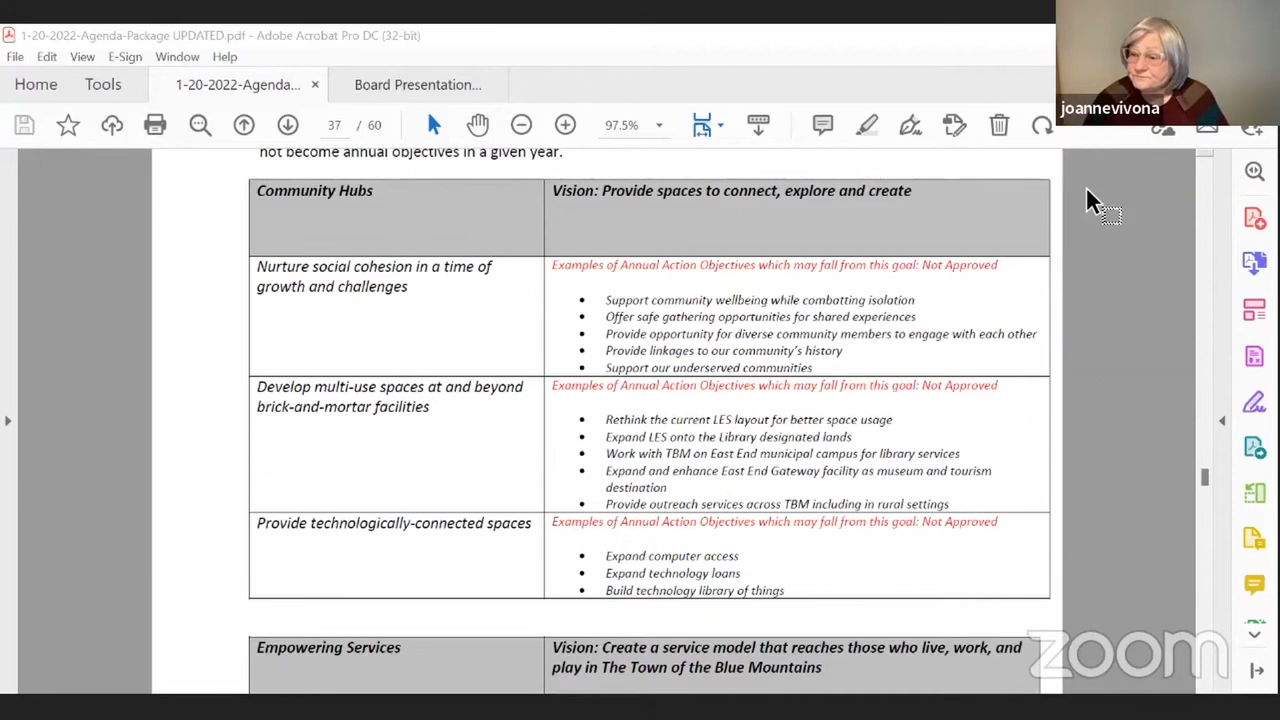 1-20-2022-Agenda-Package UPDATED.pdf - Adobe Acrobat Pro DC (32-bit)
File Edit View E-Sign Window Help
Home Tools 1-20-2022-Agenda... × Board Presentation...
37 / 60 97.5%
joannevivona
not become annual objectives in a given year.
Community Hubs
Vision: Provide spaces to connect, explore and create
Nurture social cohesion in a time of
growth and challenges
Examples of Annual Action Objectives which may fall from this goal: Not Approved
• Support community wellbeing while combatting isolation
• Offer safe gathering opportunities for shared experiences
• Provide opportunity for diverse community members to engage with each other
• Provide linkages to our community's history
• Support our underserved communities
Develop multi-use spaces at and beyond
brick-and-mortar facilities
Examples of Annual Action Objectives which may fall from this goal: Not Approved
• Rethink the current LES layout for better space usage
• Expand LES onto the Library designated lands
• Work with TBM on East End municipal campus for library services
• Expand and enhance East End Gateway facility as museum and tourism
destination
• Provide outreach services across TBM including in rural settings
Provide technologically-connected spaces
Examples of Annual Action Objectives which may fall from this goal: Not Approved
• Expand computer access
• Expand technology loans
• Build technology library of things
Empowering Services
Vision: Create a service model that reaches those who live, work, and
play in The Town of the Blue Mountains
zoom